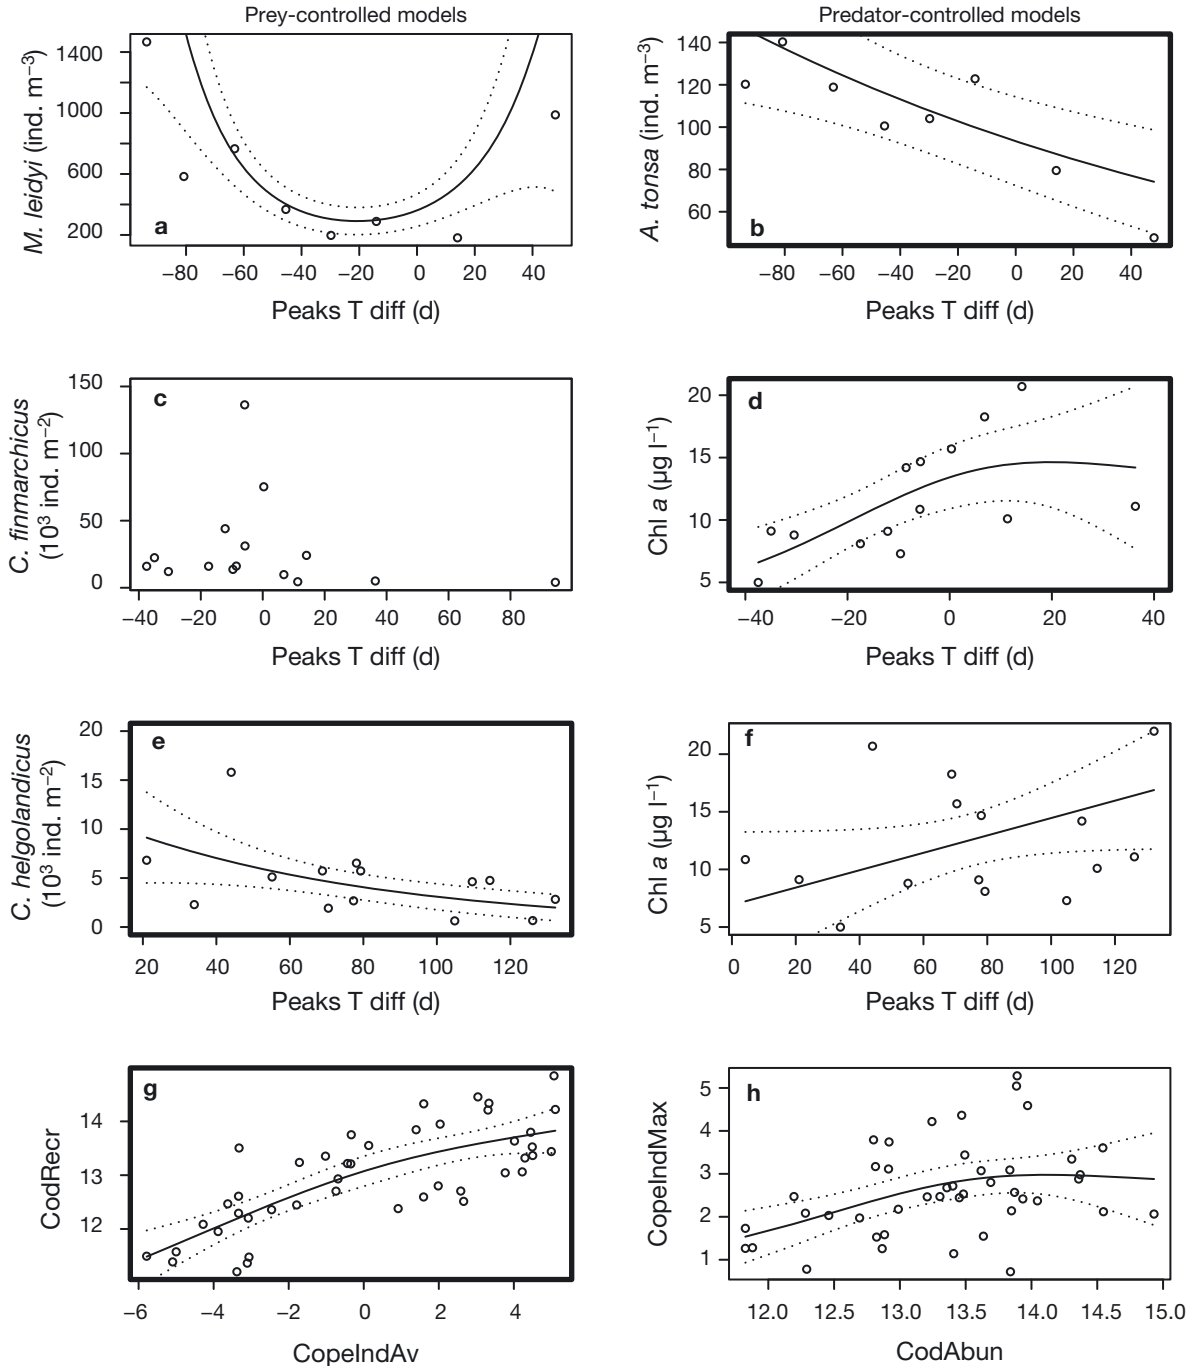 Prey-controlled models
Predator-controlled models
M. leidyi (ind. m−3)
1400
1000
600
200
a
−80 −60 −40 −20 0 20 40
Peaks T diff (d)
A. tonsa (ind. m−3)
140
120
100
80
60
b
−80 −60 −40 −20 0 20 40
Peaks T diff (d)
C. finmarchicus
(10³ ind. m−2)
150
100
50
0
c
−40 −20 0 20 40 60 80
Peaks T diff (d)
Chl a (µg l−1)
20
15
10
5
d
−40 −20 0 20 40
Peaks T diff (d)
C. helgolandicus
(10³ ind. m−2)
20
15
10
5
0
e
20 40 60 80 100 120
Peaks T diff (d)
Chl a (µg l−1)
20
15
10
5
f
0 20 40 60 80 100 120
Peaks T diff (d)
CodRecr
14
13
12
g
−6 −4 −2 0 2 4
CopeIndAv
CopeIndMax
5
4
3
2
1
h
12.0 12.5 13.0 13.5 14.0 14.5 15.0
CodAbun